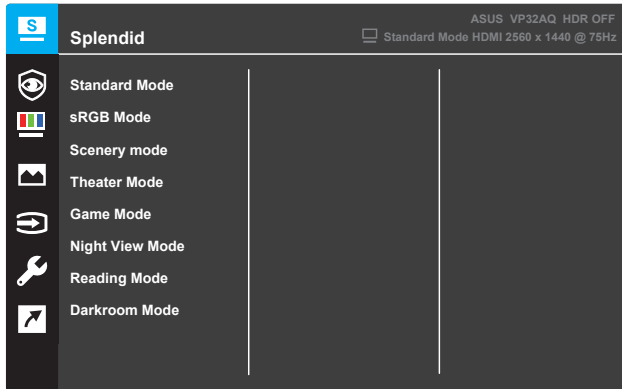 S
Splendid
ASUS VP32AQ HDR OFF
Standard Mode HDMI 2560 x 1440 @ 75Hz
Standard Mode
sRGB Mode
Scenery mode
Theater Mode
Game Mode
Night View Mode
Reading Mode
Darkroom Mode